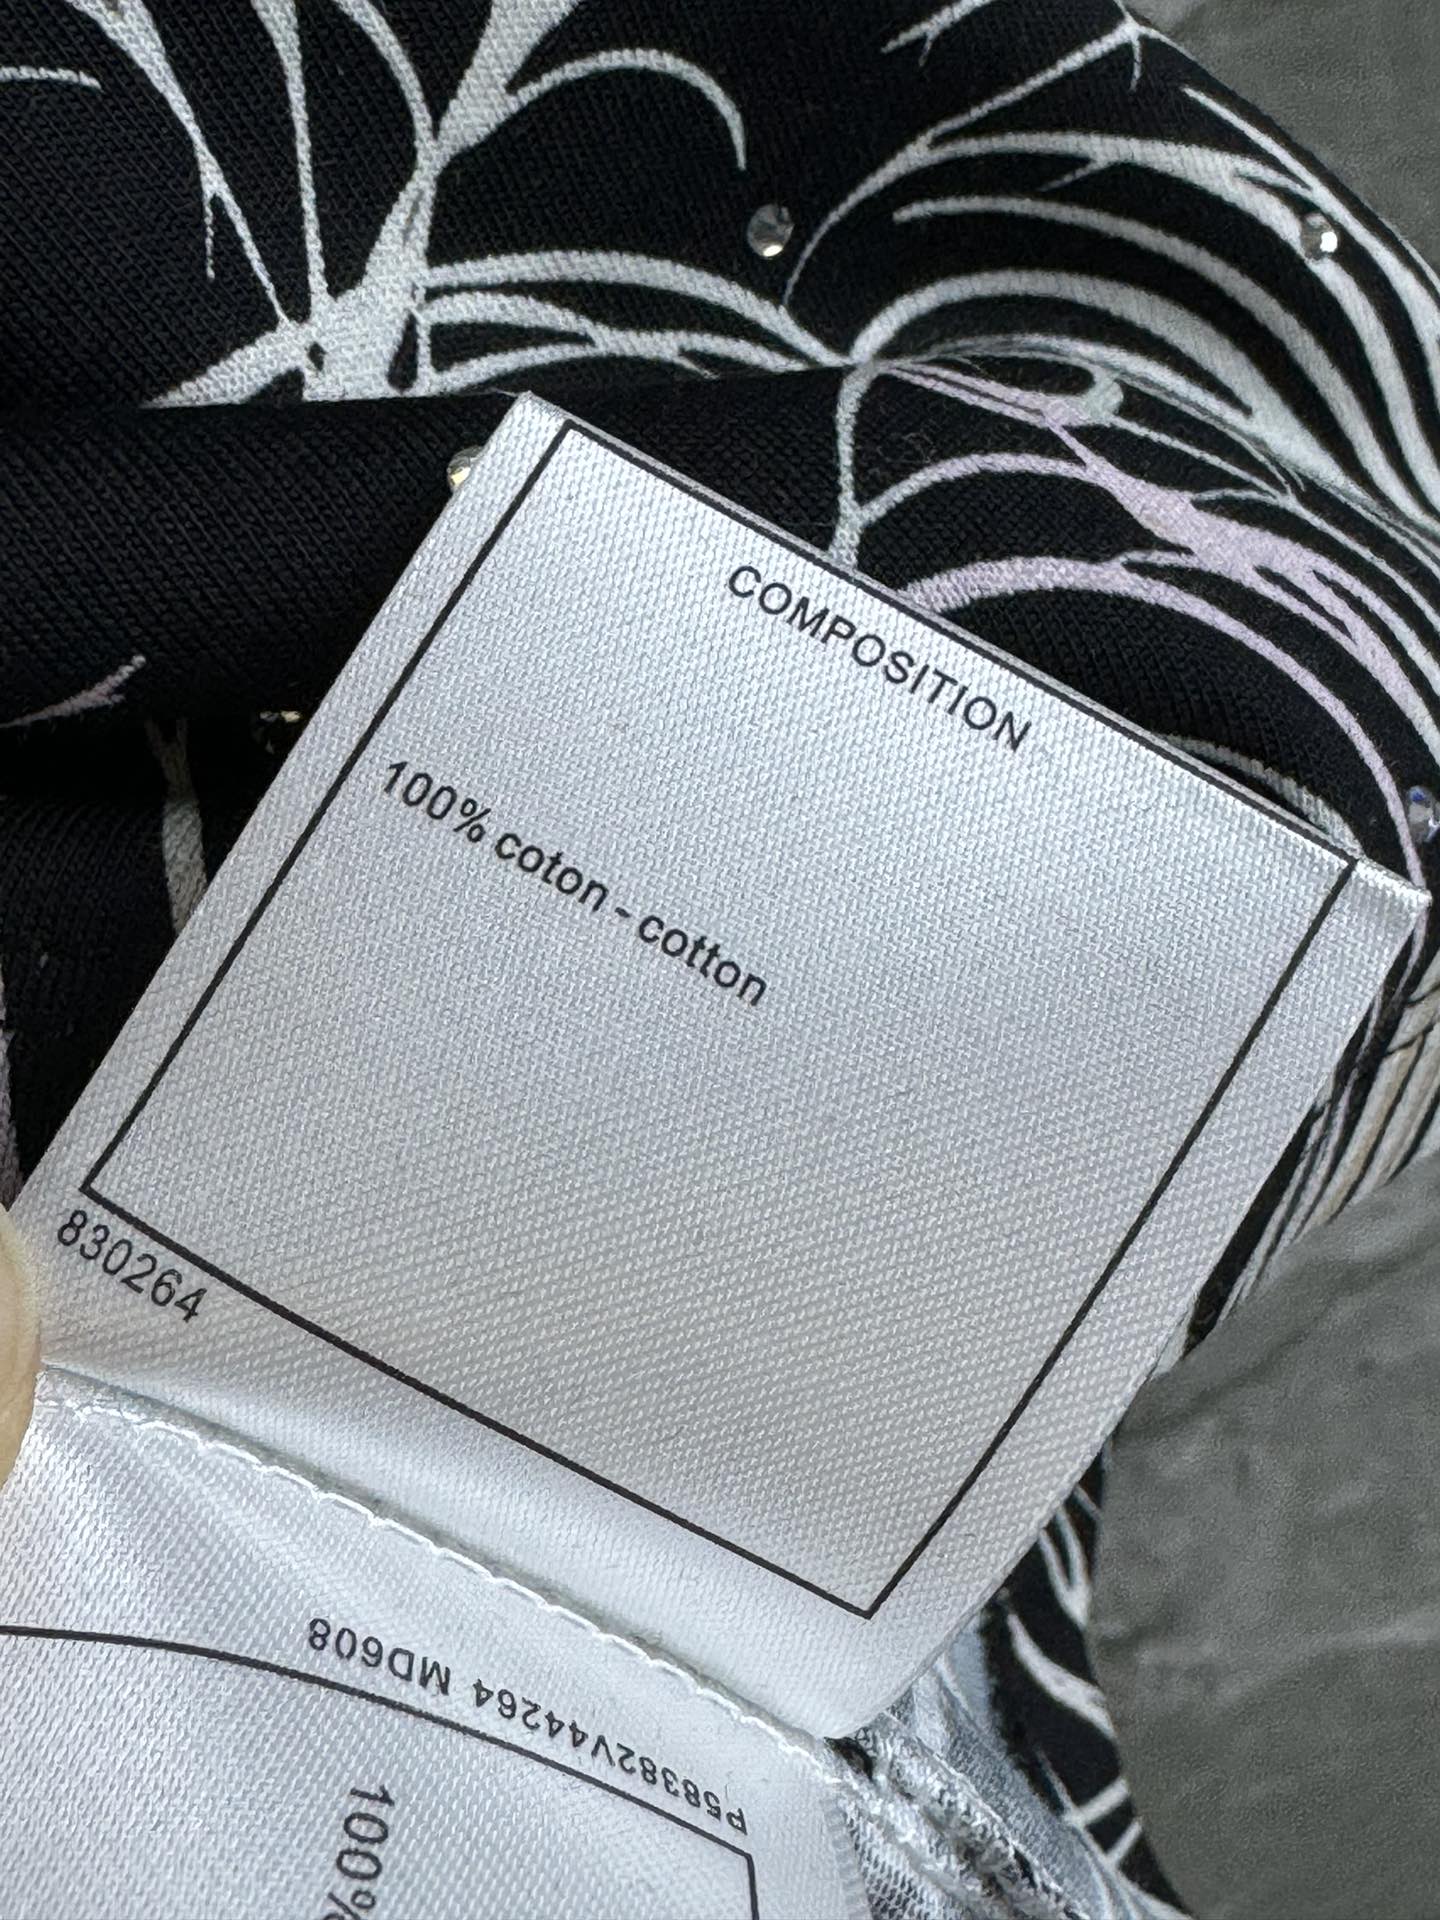 COMPOSITION
100% coton - cotton
830264
P58382V44264 MD608
100%